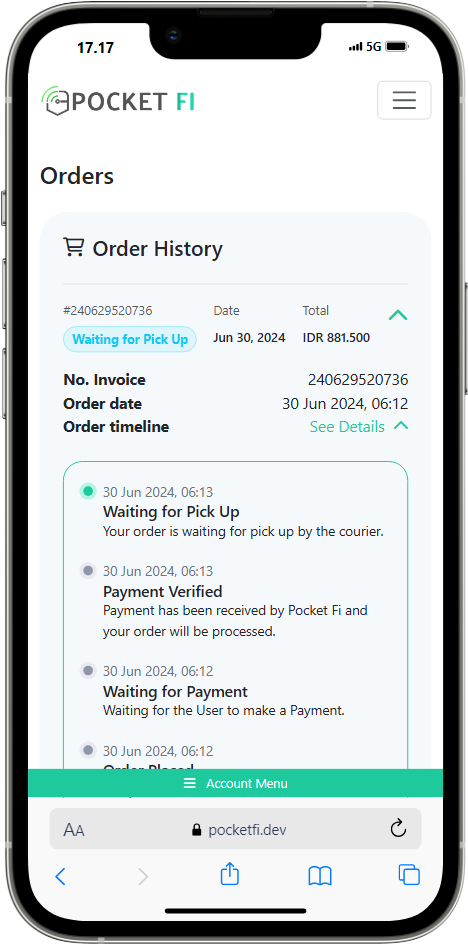 17.17
5G
POCKET FI
Orders
Order History
#240629520736
Date
Total
Waiting for Pick Up
Jun 30, 2024
IDR 881.500
No. Invoice
240629520736
Order date
30 Jun 2024, 06:12
Order timeline
See Details
30 Jun 2024, 06:13
Waiting for Pick Up
Your order is waiting for pick up by the courier.
30 Jun 2024, 06:13
Payment Verified
Payment has been received by Pocket Fi and
your order will be processed.
30 Jun 2024, 06:12
Waiting for Payment
Waiting for the User to make a Payment.
30 Jun 2024, 06:12
Order Placed
Account Menu
AA
pocketfi.dev